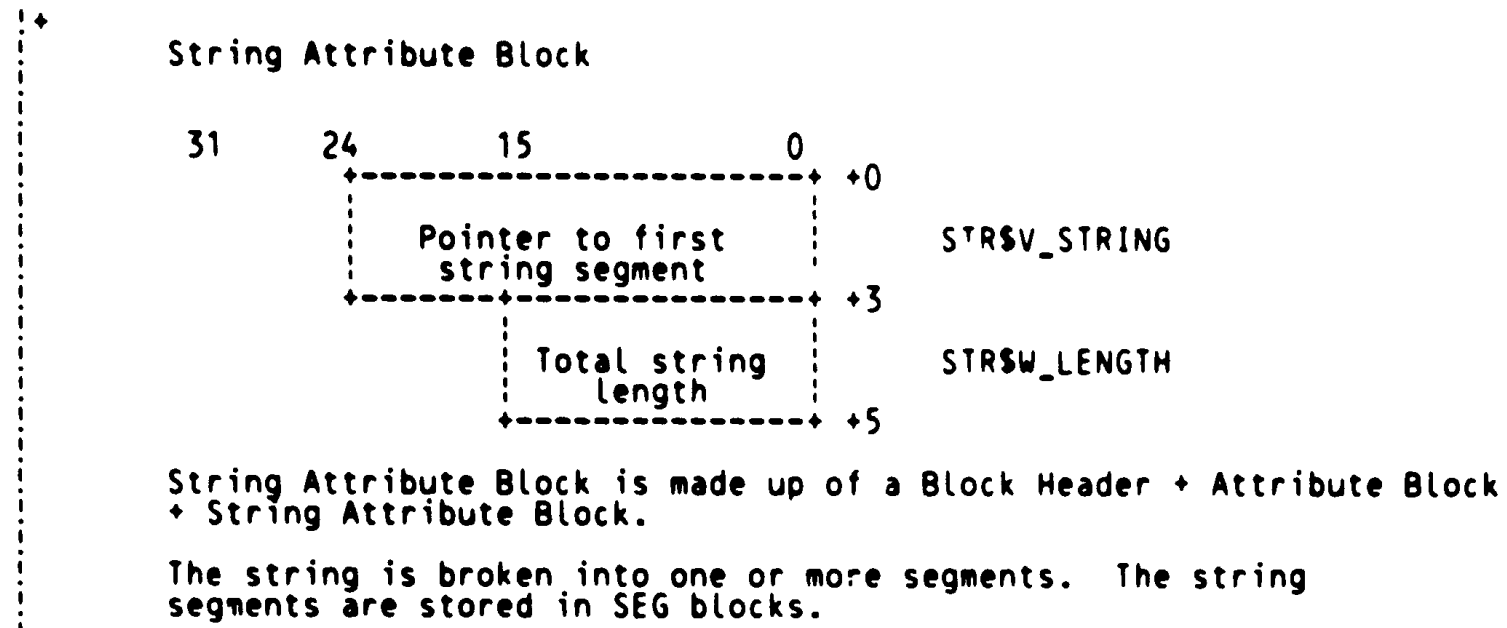 !+
String Attribute Block
31 24 15 0
+------------------------+ +0
Pointer to first STR$V_STRING
string segment
+--------+---------------+ +3
Total string STR$W_LENGTH
length
+----------------+ +5
String Attribute Block is made up of a Block Header + Attribute Block
+ String Attribute Block.
The string is broken into one or more segments. The string
segments are stored in SEG blocks.